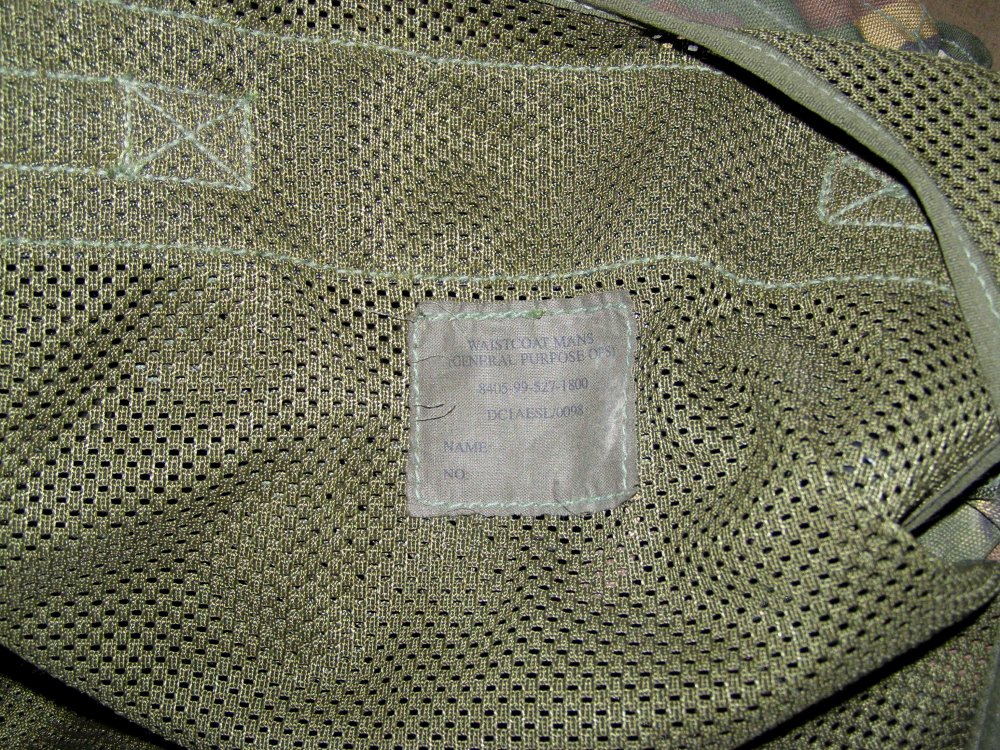 WAISTCOAT MANS
(GENERAL PURPOSE OPS)
8405-99-527-1800
DC1AESL/0098
NAME
NO.